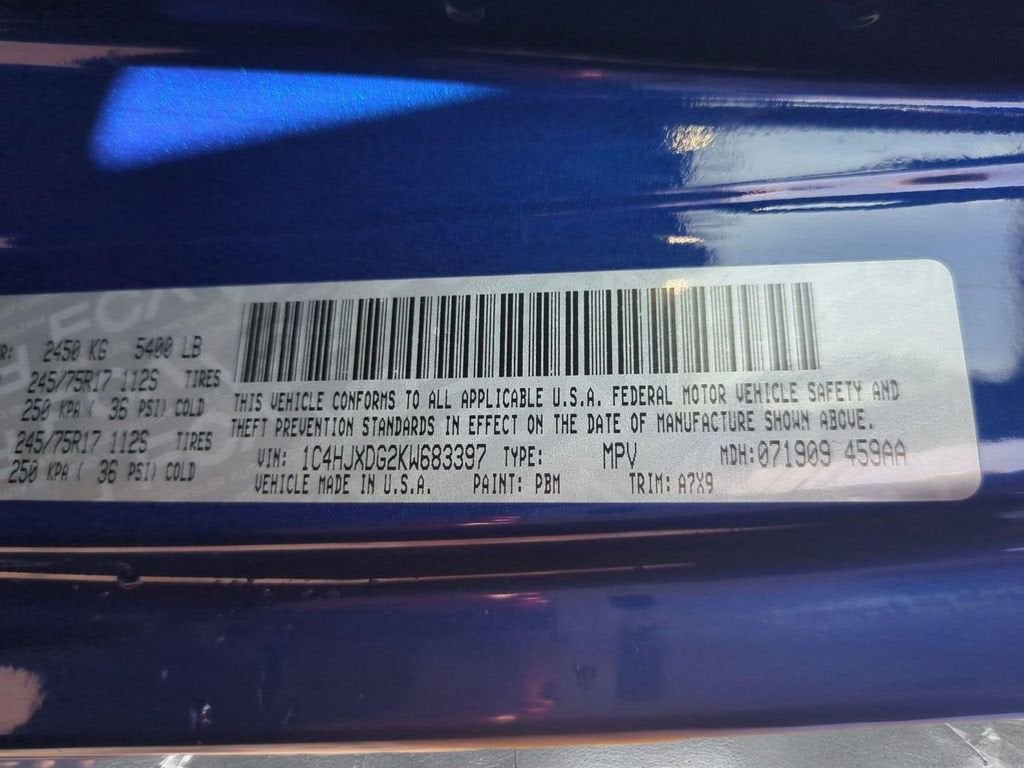 FCA
R: 2450 KG 5400 LB
245/75R17 112S TIRES
250 KPA ( 36 PSI) COLD
245/75R17 112S TIRES
250 KPA ( 36 PSI) COLD
THIS VEHICLE CONFORMS TO ALL APPLICABLE U.S.A. FEDERAL MOTOR VEHICLE SAFETY AND
THEFT PREVENTION STANDARDS IN EFFECT ON THE DATE OF MANUFACTURE SHOWN ABOVE.
VIN: 1C4HJXDG2KW683397 TYPE: MPV MDH: 071909 459AA
VEHICLE MADE IN U.S.A. PAINT: PBM TRIM: A7X9